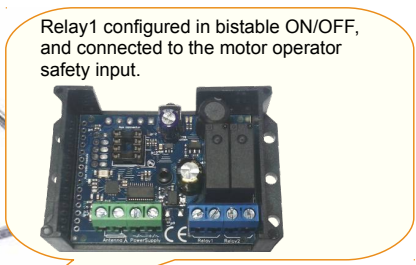 Relay1 configured in bistable ON/OFF,
and connected to the motor operator
safety input.
Antenna A PowerSupply CE Relay1 Relay2